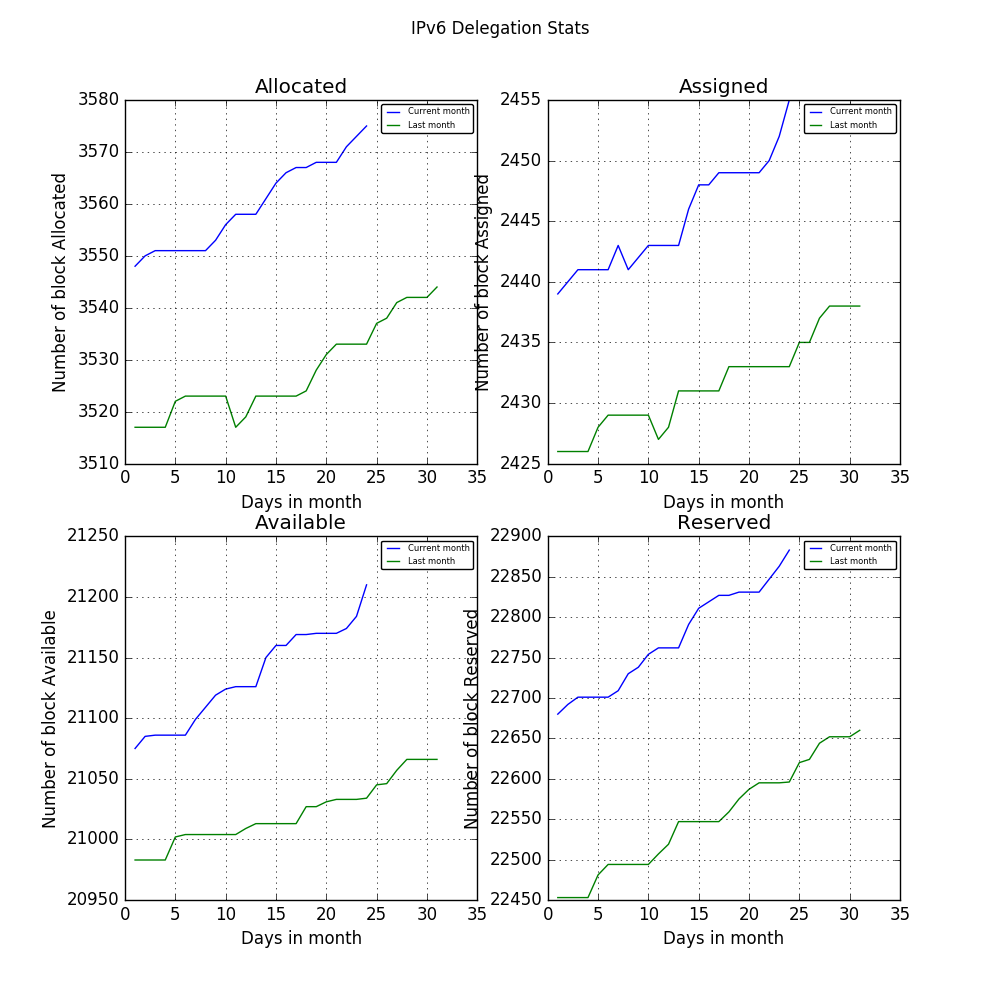 IPv6 Delegation Stats
Allocated
3580
3570
3560
3550
3540
3530
3520
3510
Number of block Allocated
0 5 10 15 20 25 30 35
Days in month
Current month
Last month
Assigned
2455
2450
2445
2440
2435
2430
2425
Number of block Assigned
0 5 10 15 20 25 30 35
Days in month
Current month
Last month
Available
21250
21200
21150
21100
21050
21000
20950
Number of block Available
0 5 10 15 20 25 30 35
Days in month
Current month
Last month
Reserved
22900
22850
22800
22750
22700
22650
22600
22550
22500
22450
Number of block Reserved
0 5 10 15 20 25 30 35
Days in month
Current month
Last month